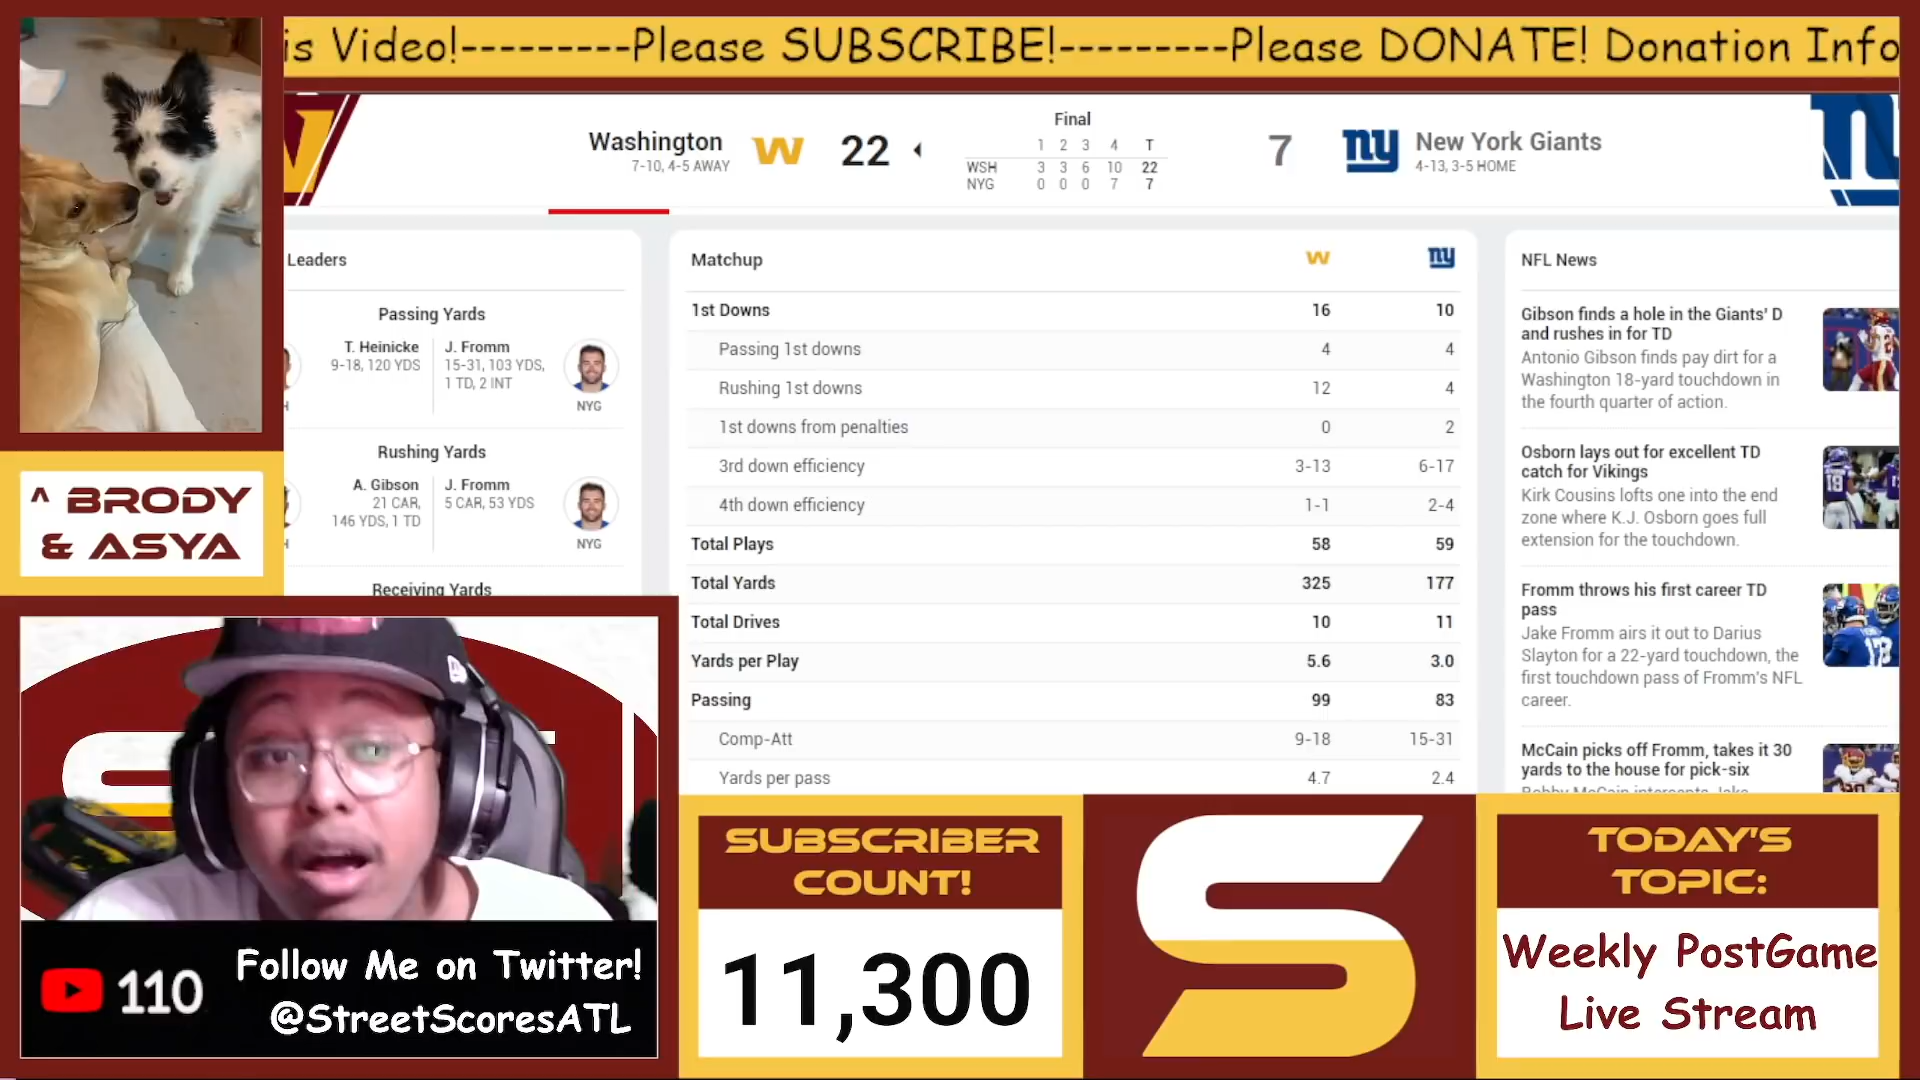 is Video!---------Please SUBSCRIBE!---------Please DONATE! Donation Info
Washington
7-10, 4-5 AWAY
W
22
Final
1 2 3 4 T
WSH 3 3 6 10 22
NYG 0 0 0 7 7
7
ny
New York Giants
4-13, 3-5 HOME
Leaders
Passing Yards
T. Heinicke
9-18, 120 YDS
J. Fromm
15-31, 103 YDS,
1 TD, 2 INT
NYG
Rushing Yards
A. Gibson
21 CAR,
146 YDS, 1 TD
J. Fromm
5 CAR, 53 YDS
NYG
Receiving Yards
Matchup W ny
1st Downs 16 10
Passing 1st downs 4 4
Rushing 1st downs 12 4
1st downs from penalties 0 2
3rd down efficiency 3-13 6-17
4th down efficiency 1-1 2-4
Total Plays 58 59
Total Yards 325 177
Total Drives 10 11
Yards per Play 5.6 3.0
Passing 99 83
Comp-Att 9-18 15-31
Yards per pass 4.7 2.4
NFL News
Gibson finds a hole in the Giants' D
and rushes in for TD
Antonio Gibson finds pay dirt for a
Washington 18-yard touchdown in
the fourth quarter of action.
Osborn lays out for excellent TD
catch for Vikings
Kirk Cousins lofts one into the end
zone where K.J. Osborn goes full
extension for the touchdown.
Fromm throws his first career TD
pass
Jake Fromm airs it out to Darius
Slayton for a 22-yard touchdown, the
first touchdown pass of Fromm's NFL
career.
McCain picks off Fromm, takes it 30
yards to the house for pick-six
Bobby McCain intercepts Jake
^ BRODY
& ASYA
110
Follow Me on Twitter!
@StreetScoresATL
SUBSCRIBER
COUNT!
11,300
S
TODAY'S
TOPIC:
Weekly PostGame
Live Stream